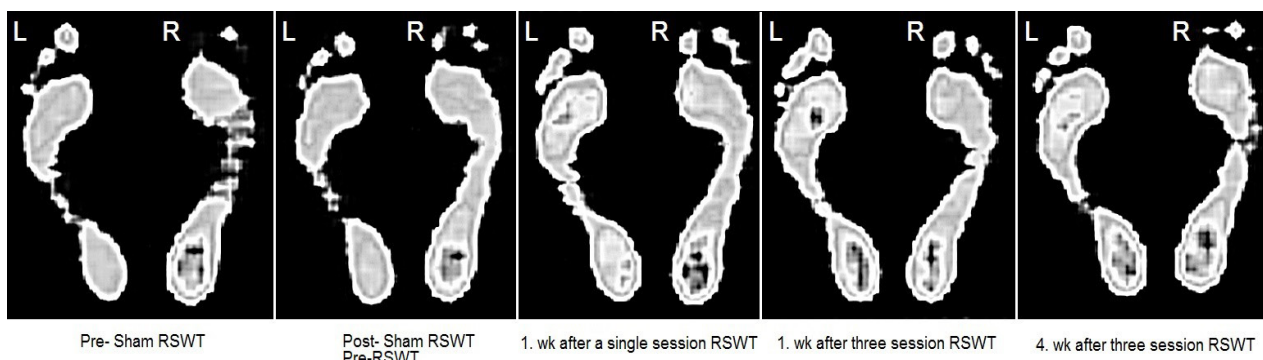 L R L R L R L R L R
Pre- Sham RSWT
Post- Sham RSWT
Pre-RSWT
1. wk after a single session RSWT
1. wk after three session RSWT
4. wk after three session RSWT